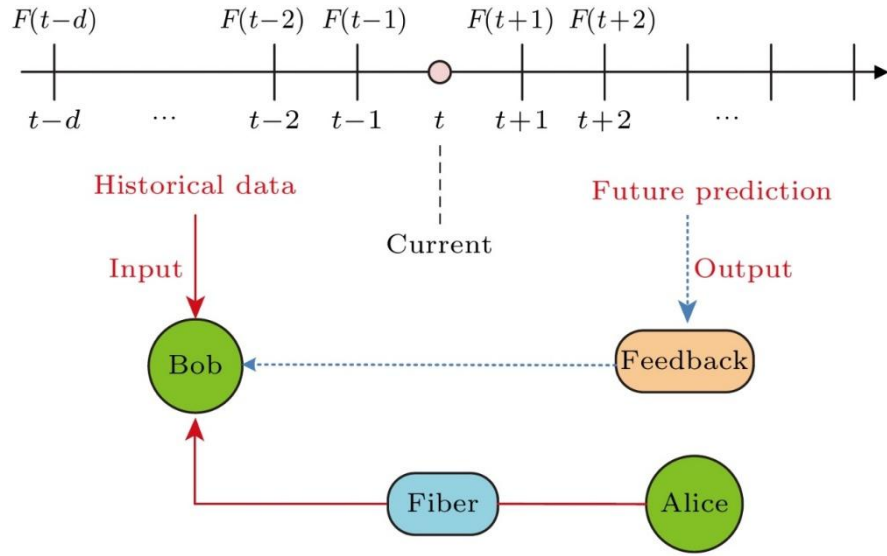 F(t−d) F(t−2) F(t−1) F(t+1) F(t+2)
t−d ... t−2 t−1 t t+1 t+2 ...
Historical data
Future prediction
Current
Input
Output
Bob
Feedback
Fiber
Alice